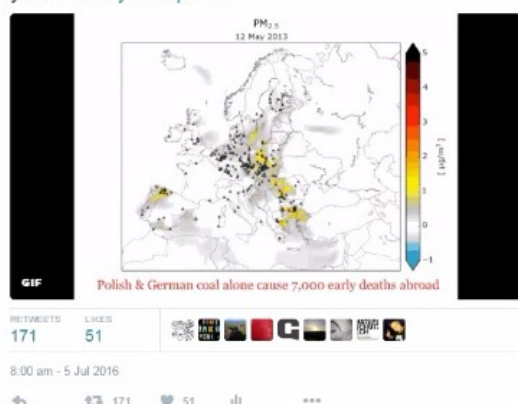 PM2.5
12 May 2013
5
4
3
2
1
0
−1
[ μg/m³ ]
GIF
Polish & German coal alone cause 7,000 early deaths abroad
RETWEETS
LIKES
171
51
8:00 am - 5 Jul 2016
171
51